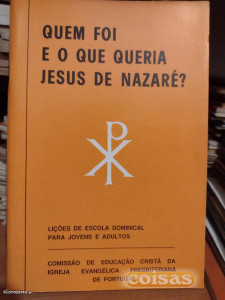 QUEM FOI
E O QUE QUERIA
JESUS DE NAZARÉ?
LIÇÕES DE ESCOLA DOMINICAL
PARA JOVENS E ADULTOS
COMISSÃO DE EDUCAÇÃO CRISTÃ DA
IGREJA EVANGÉLICA PRESBITERIANA
DE PORTUGAL
coisas